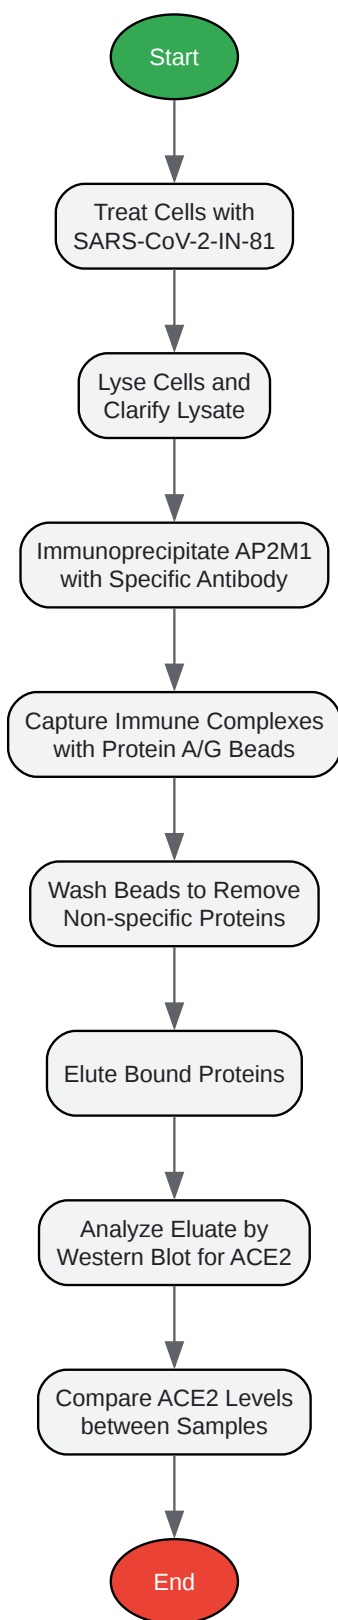 Start
Treat Cells with
SARS-CoV-2-IN-81
Lyse Cells and
Clarify Lysate
Immunoprecipitate AP2M1
with Specific Antibody
Capture Immune Complexes
with Protein A/G Beads
Wash Beads to Remove
Non-specific Proteins
Elute Bound Proteins
Analyze Eluate by
Western Blot for ACE2
Compare ACE2 Levels
between Samples
End